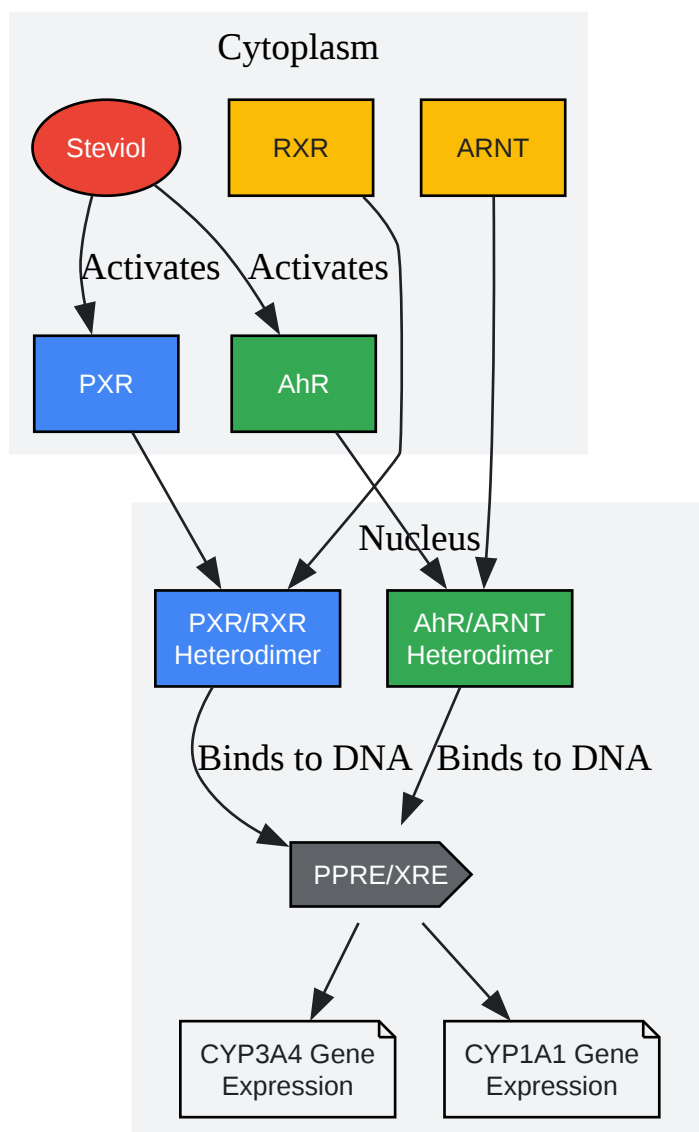 Cytoplasm
Steviol
RXR
ARNT
Activates
Activates
PXR
AhR
Nucleus
PXR/RXR
Heterodimer
AhR/ARNT
Heterodimer
Binds to DNA
Binds to DNA
PPRE/XRE
CYP3A4 Gene
Expression
CYP1A1 Gene
Expression